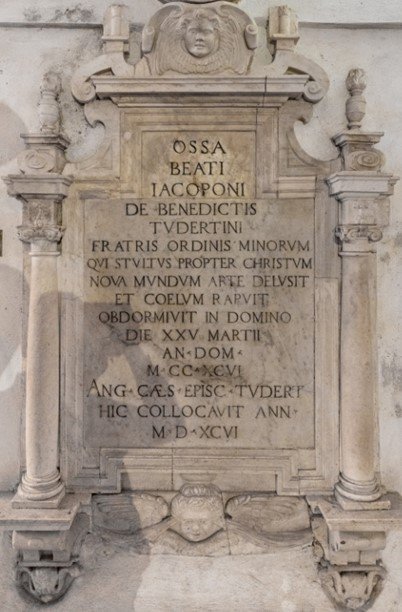 OSSA
BEATI
IACOPONI
DE BENEDICTIS
TVDERTINI
FRATRIS ORDINIS MINORVM
QVI STVLTVS PROPTER CHRISTVM
NOVA MVNDVM ARTE DELVSIT
ET COELVM RAPVIT
OBDORMIVIT IN DOMINO
DIE XXV MARTII
AN·DOM·
M·CC·XCVI
ANG·CÆS·EPISC·TVDERT
HIC COLLOCAVIT ANN·
M·D·XCVI